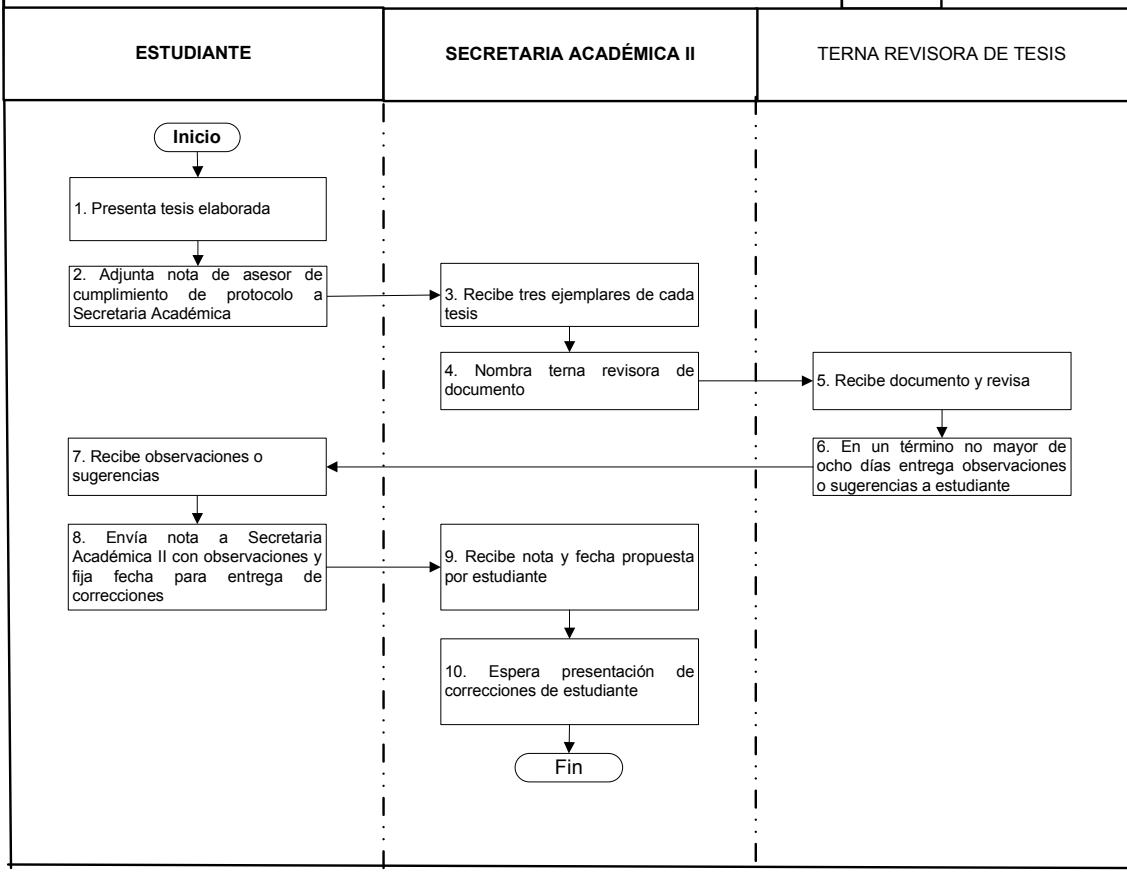 ESTUDIANTE
SECRETARIA ACADÉMICA II
TERNA REVISORA DE TESIS
Inicio
1. Presenta tesis elaborada
2. Adjunta nota de asesor de
cumplimiento de protocolo a
Secretaria Académica
3. Recibe tres ejemplares de cada
tesis
4. Nombra terna revisora de
documento
5. Recibe documento y revisa
6. En un término no mayor de
ocho días entrega observaciones
o sugerencias a estudiante
7. Recibe observaciones o
sugerencias
8. Envía nota a Secretaria
Académica II con observaciones y
fija fecha para entrega de
correcciones
9. Recibe nota y fecha propuesta
por estudiante
10. Espera presentación de
correcciones de estudiante
Fin